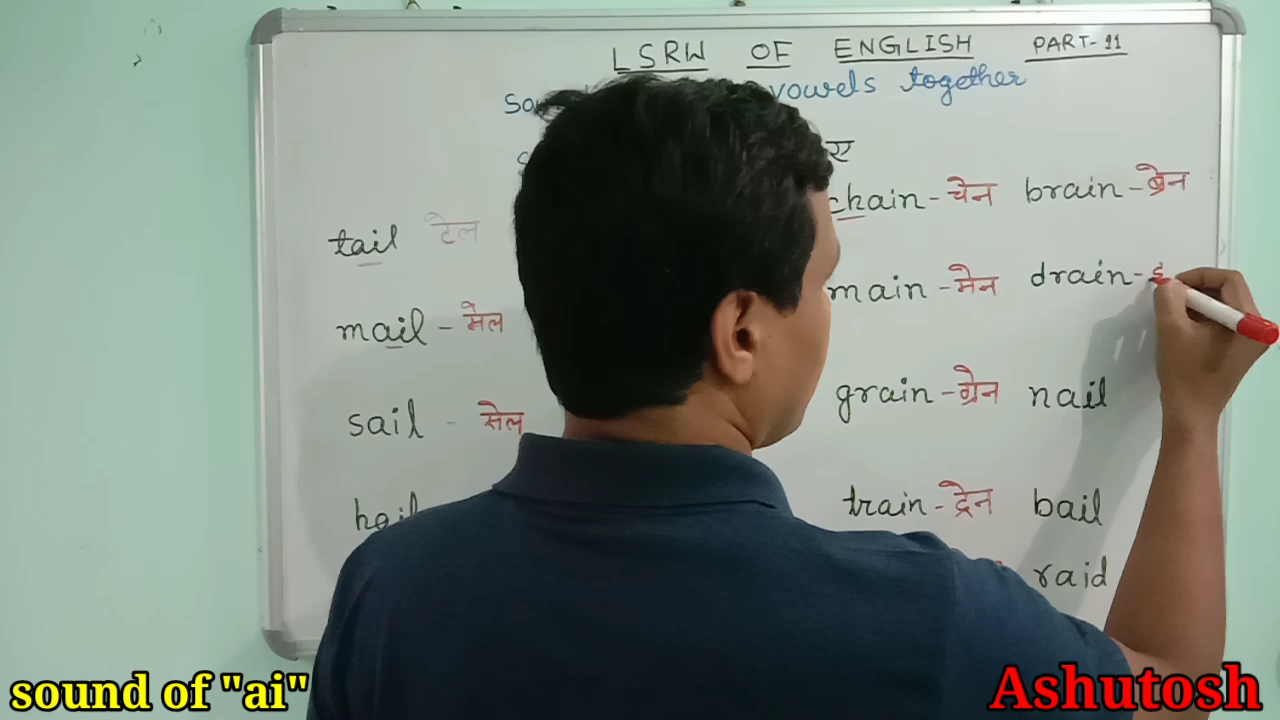 LSRW OF ENGLISH PART-11
vowels together
ए
chain - चेन brain - ब्रेन
tail टेल
main - मेन drain - ड
mail - मेल
grain - ग्रेन nail
sail - सेल
train - ट्रेन bail
hail
raid
sound of "ai"
Ashutosh